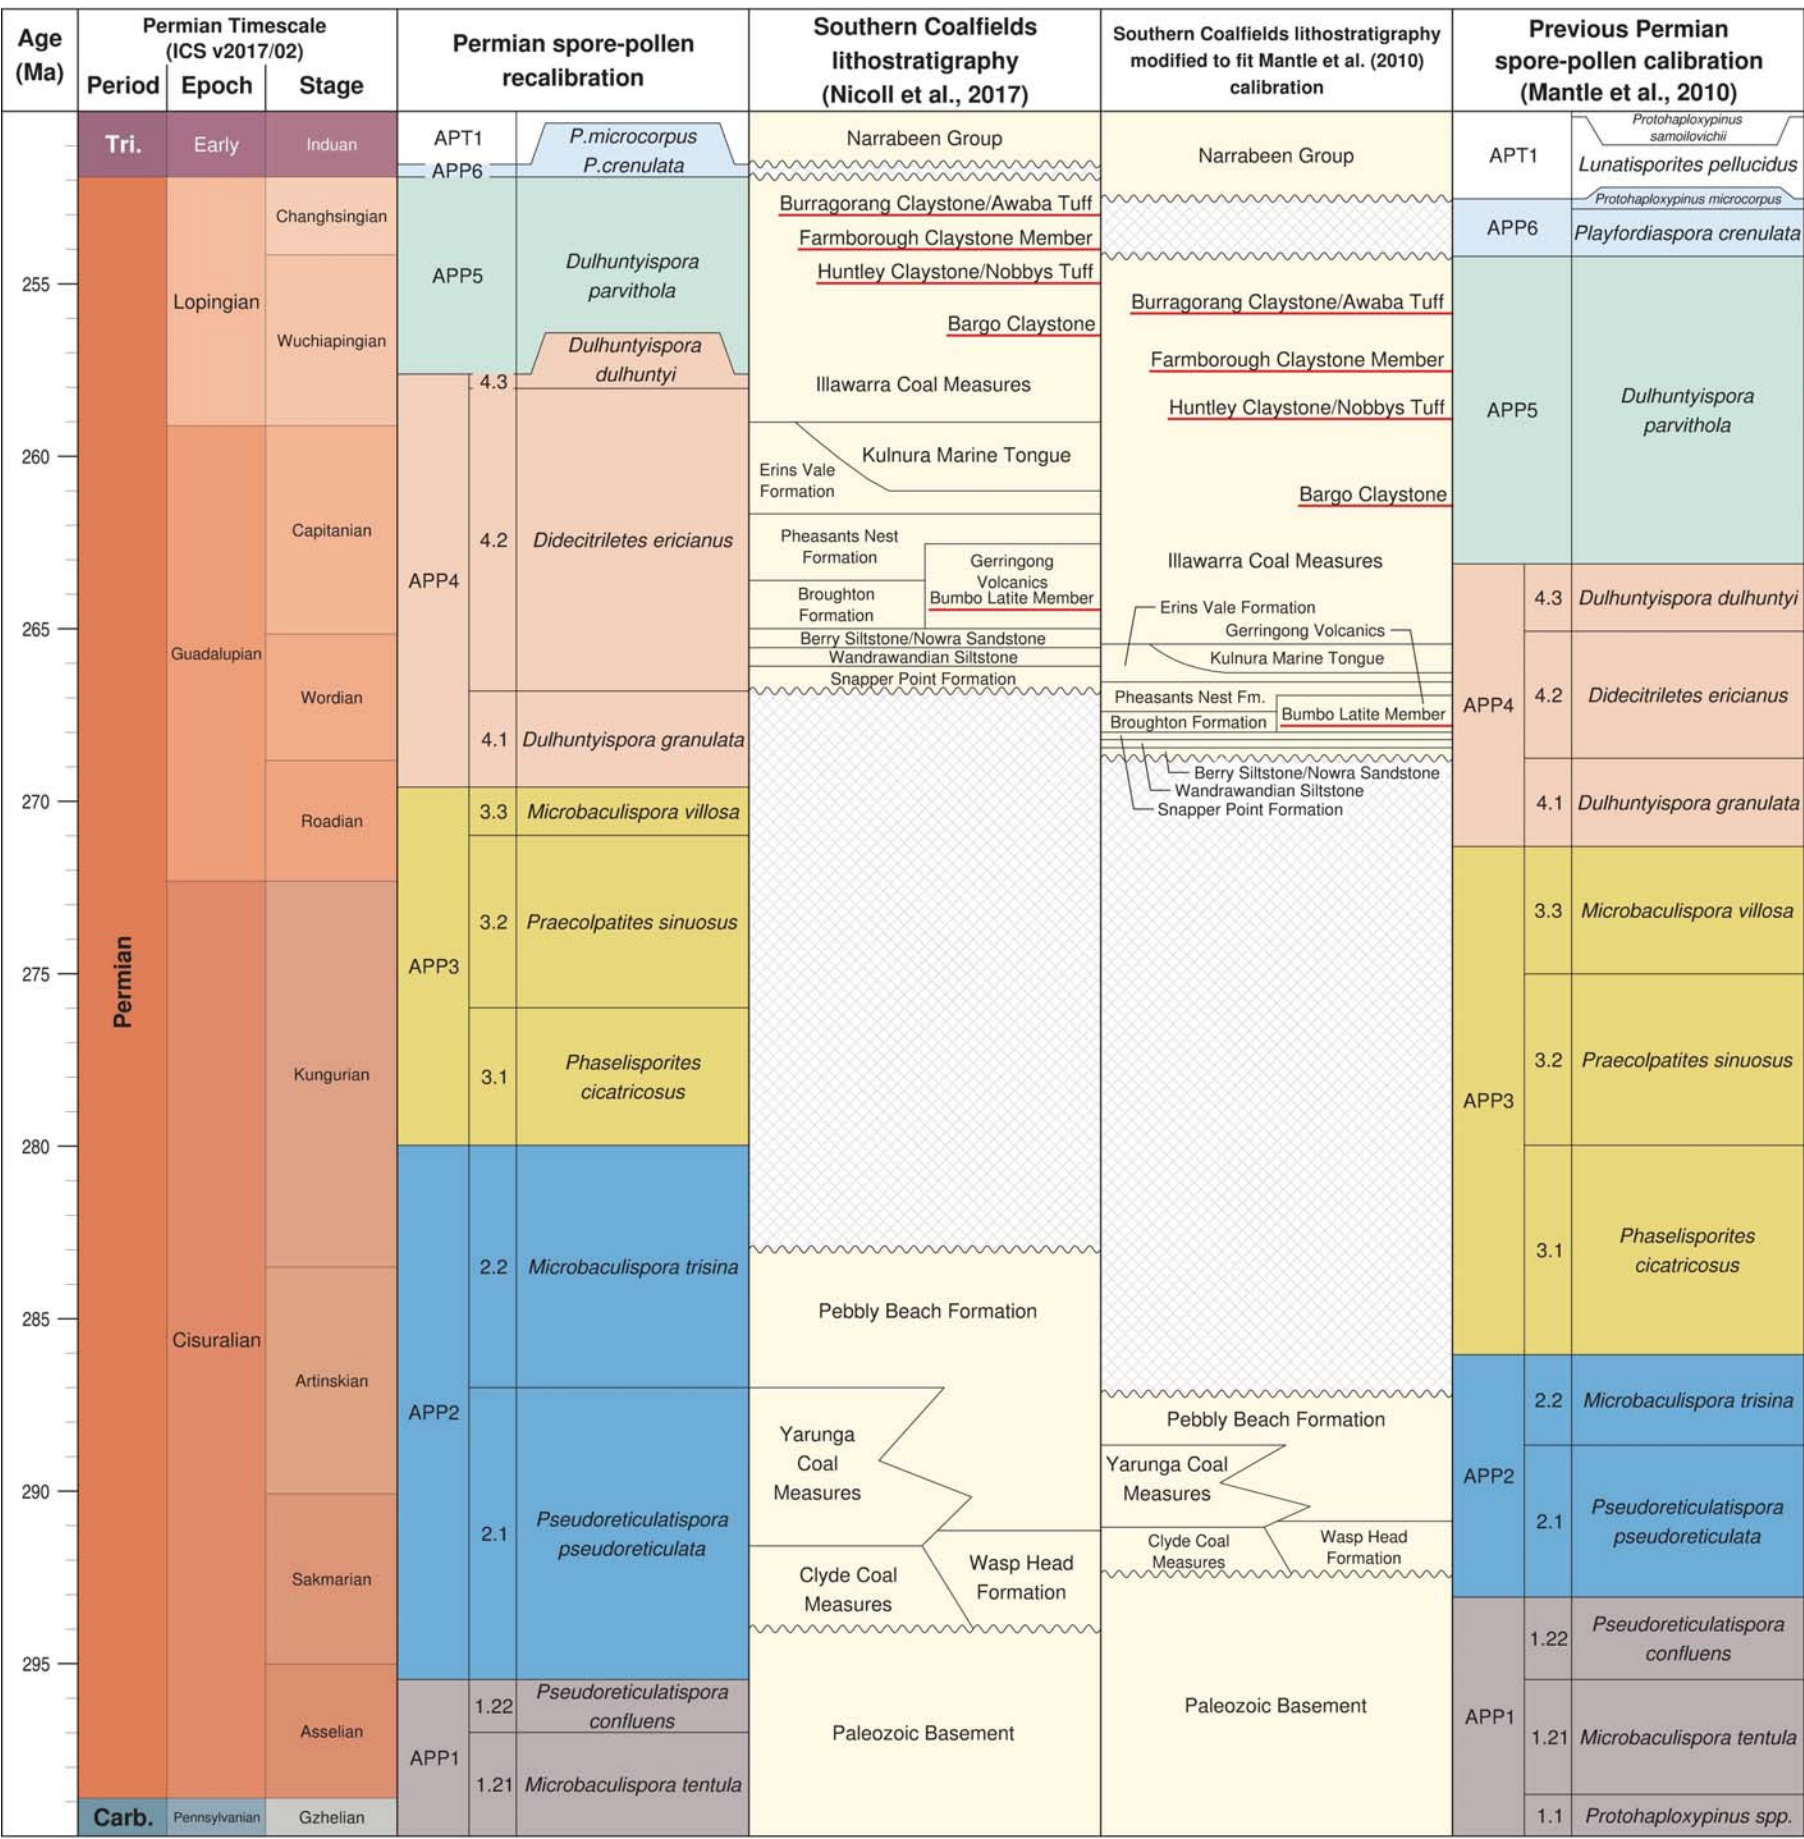 Age
(Ma)
Permian Timescale
(ICS v2017/02)
Period
Epoch
Stage
Permian spore-pollen
recalibration
Southern Coalfields
lithostratigraphy
(Nicoll et al., 2017)
Southern Coalfields lithostratigraphy
modified to fit Mantle et al. (2010)
calibration
Previous Permian
spore-pollen calibration
(Mantle et al., 2010)
255
260
265
270
275
280
285
290
295
Tri.
Permian
Carb.
Early
Lopingian
Guadalupian
Cisuralian
Pennsylvanian
Induan
Changhsingian
Wuchiapingian
Capitanian
Wordian
Roadian
Kungurian
Artinskian
Sakmarian
Asselian
Gzhelian
APT1
APP6
APP5
APP4
APP3
APP2
APP1
4.3
4.2
4.1
3.3
3.2
3.1
2.2
2.1
1.22
1.21
P.microcorpus
P.crenulata
Dulhuntyispora
parvithola
Dulhuntyispora
dulhuntyi
Didecitriletes ericianus
Dulhuntyispora granulata
Microbaculispora villosa
Praecolpatites sinuosus
Phaselisporites
cicatricosus
Microbaculispora trisina
Pseudoreticulatispora
pseudoreticulata
Pseudoreticulatispora
confluens
Microbaculispora tentula
Narrabeen Group
Burragorang Claystone/Awaba Tuff
Farmborough Claystone Member
Huntley Claystone/Nobbys Tuff
Bargo Claystone
Illawarra Coal Measures
Kulnura Marine Tongue
Erins Vale
Formation
Pheasants Nest
Formation
Gerringong
Volcanics
Bumbo Latite Member
Broughton
Formation
Berry Siltstone/Nowra Sandstone
Wandrawandian Siltstone
Snapper Point Formation
Pebbly Beach Formation
Yarunga
Coal
Measures
Clyde Coal
Measures
Wasp Head
Formation
Paleozoic Basement
Narrabeen Group
Burragorang Claystone/Awaba Tuff
Farmborough Claystone Member
Huntley Claystone/Nobbys Tuff
Bargo Claystone
Illawarra Coal Measures
Erins Vale Formation
Gerringong Volcanics
Kulnura Marine Tongue
Pheasants Nest Fm.
Bumbo Latite Member
Broughton Formation
Berry Siltstone/Nowra Sandstone
Wandrawandian Siltstone
Snapper Point Formation
Pebbly Beach Formation
Yarunga Coal
Measures
Clyde Coal
Measures
Wasp Head
Formation
Paleozoic Basement
APT1
APP6
APP5
APP4
APP3
APP2
APP1
4.3
4.2
4.1
3.3
3.2
3.1
2.2
2.1
1.22
1.21
1.1
Protohaploxypinus
samoilovichii
Lunatisporites pellucidus
Protohaploxypinus microcorpus
Playfordiaspora crenulata
Dulhuntyispora
parvithola
Dulhuntyispora dulhuntyi
Didecitriletes ericianus
Dulhuntyispora granulata
Microbaculispora villosa
Praecolpatites sinuosus
Phaselisporites
cicatricosus
Microbaculispora trisina
Pseudoreticulatispora
pseudoreticulata
Pseudoreticulatispora
confluens
Microbaculispora tentula
Protohaploxypinus spp.